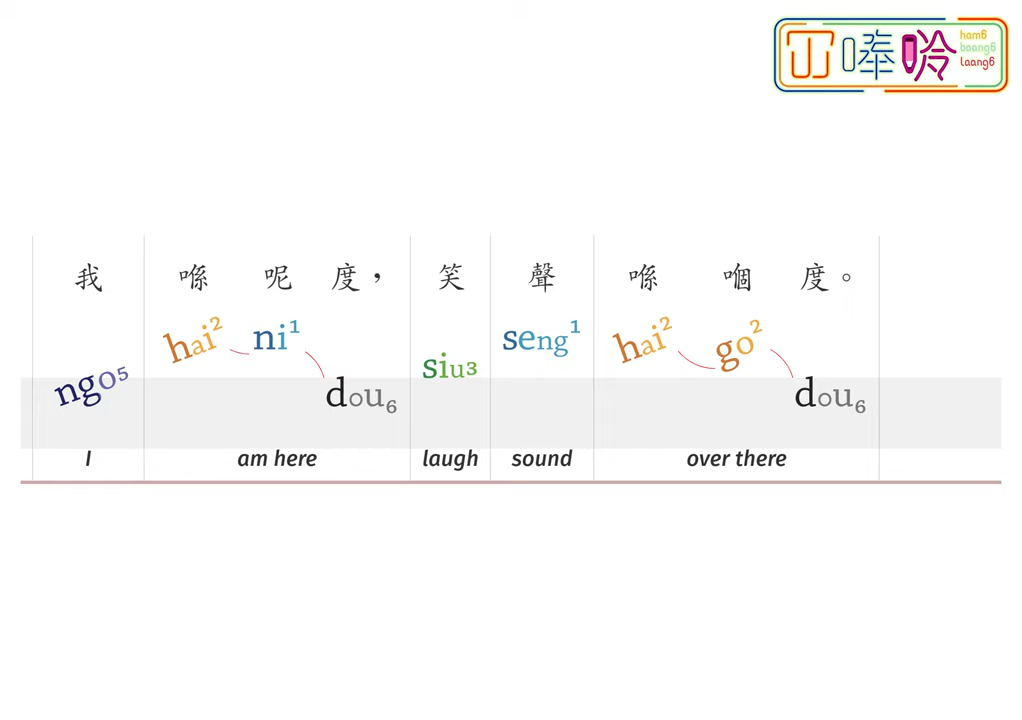 冚唪唥
ham6
baang6
laang6
我 喺 呢 度， 笑 聲 喺 嗰 度。
ngo5 hai2 ni1 dou6 siu3 seng1 hai2 go2 dou6
I am here laugh sound over there